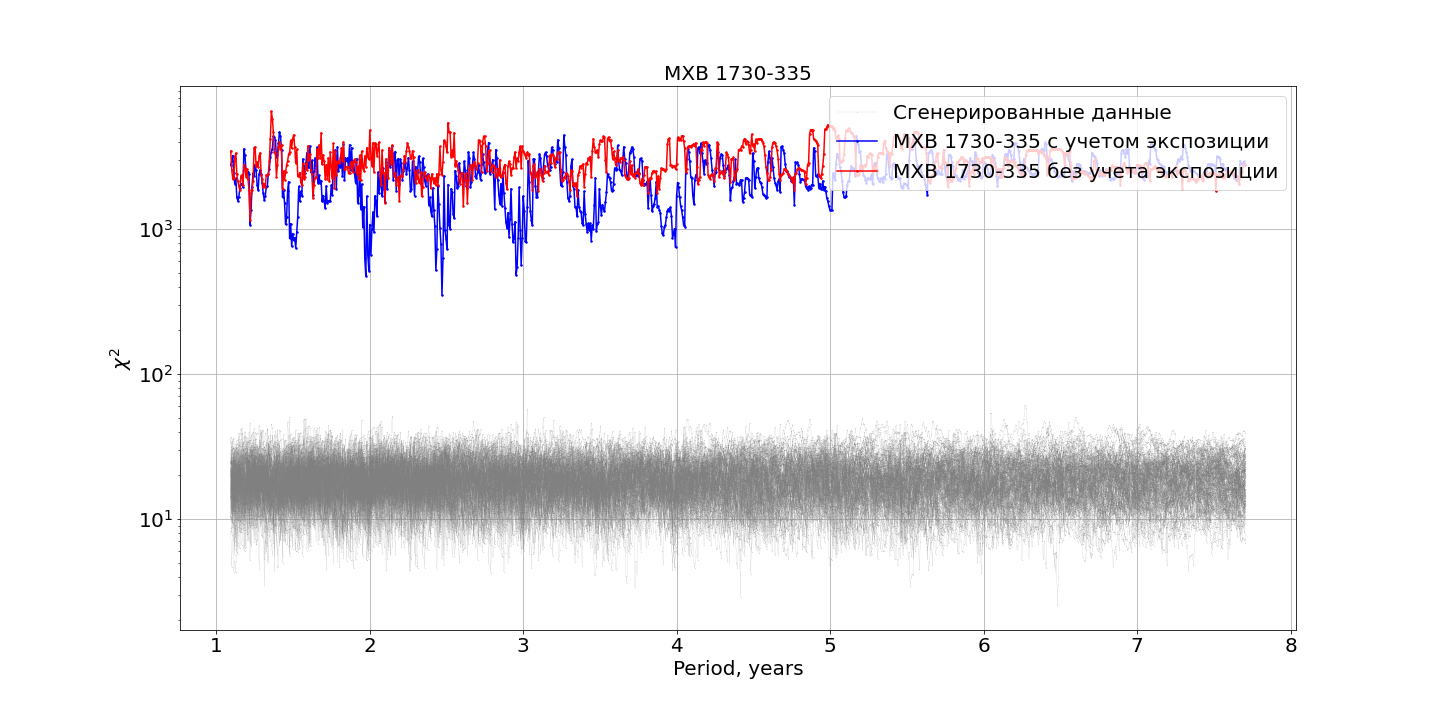 MXB 1730-335
Сгенерированные данные
MXB 1730-335 с учетом экспозиции
MXB 1730-335 без учета экспозиции
χ²
10³
10²
10¹
1 2 3 4 5 6 7 8
Period, years